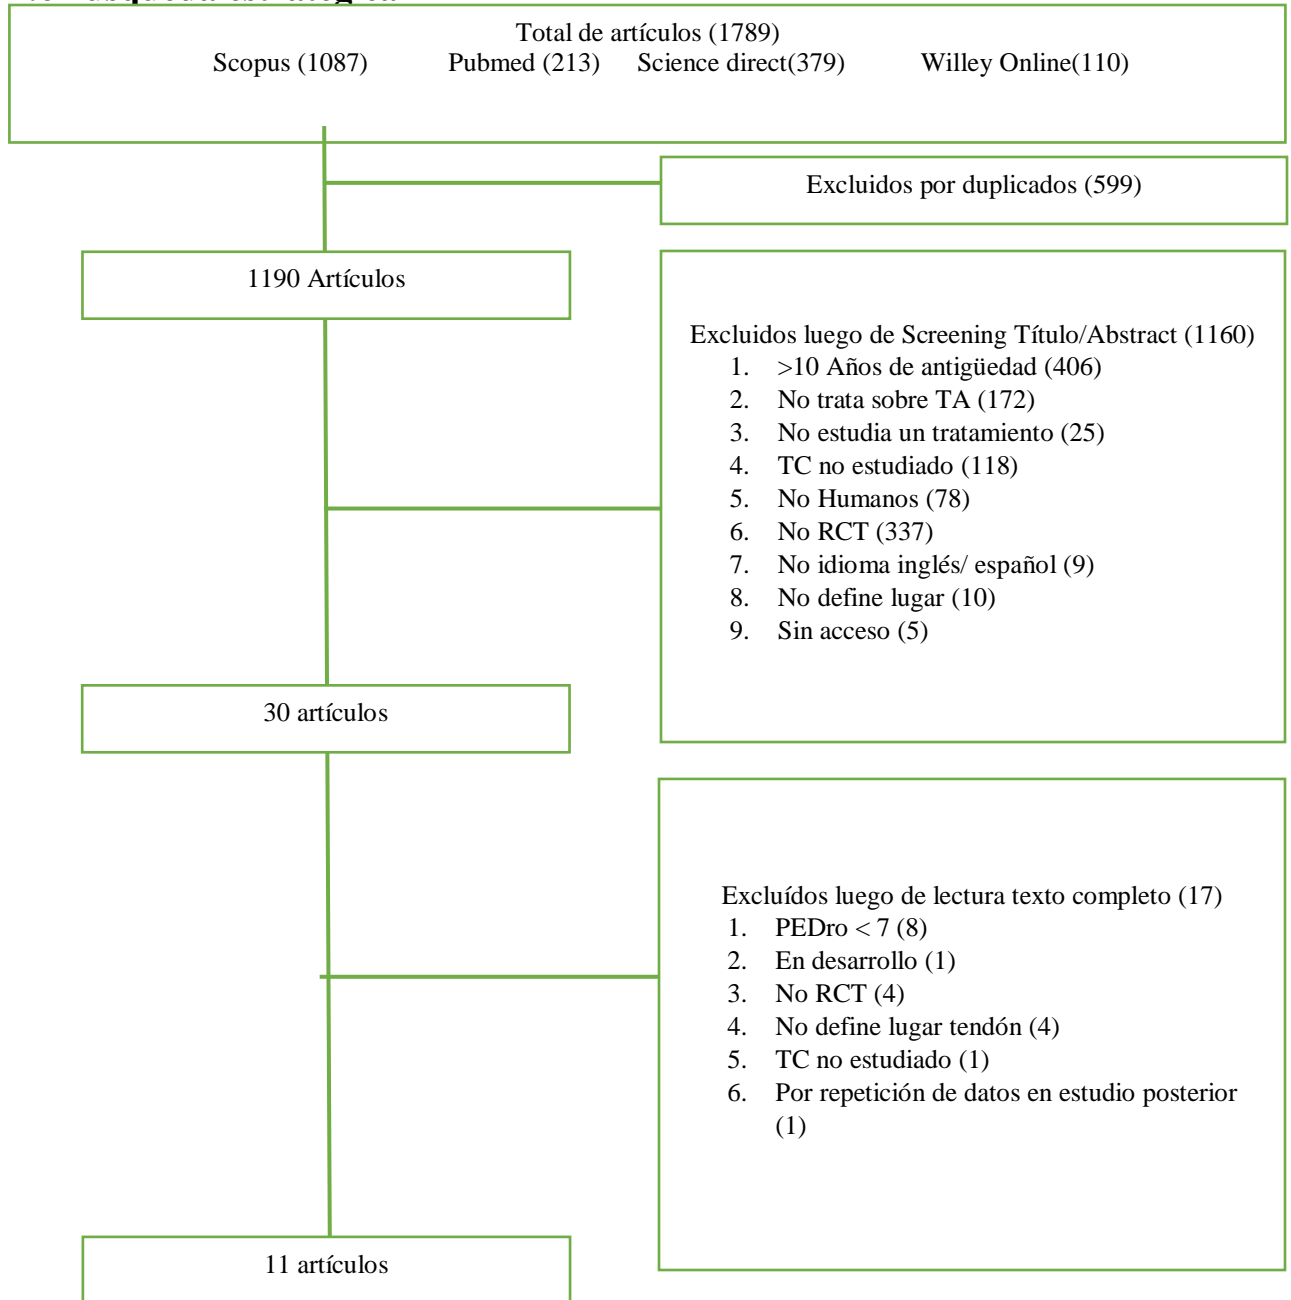 Total de artículos (1789)
Scopus (1087) Pubmed (213) Science direct(379) Willey Online(110)
Excluidos por duplicados (599)
1190 Artículos
Excluidos luego de Screening Título/Abstract (1160)
1. >10 Años de antigüedad (406)
2. No trata sobre TA (172)
3. No estudia un tratamiento (25)
4. TC no estudiado (118)
5. No Humanos (78)
6. No RCT (337)
7. No idioma inglés/ español (9)
8. No define lugar (10)
9. Sin acceso (5)
30 artículos
Excluídos luego de lectura texto completo (17)
1. PEDro < 7 (8)
2. En desarrollo (1)
3. No RCT (4)
4. No define lugar tendón (4)
5. TC no estudiado (1)
6. Por repetición de datos en estudio posterior
(1)
11 artículos